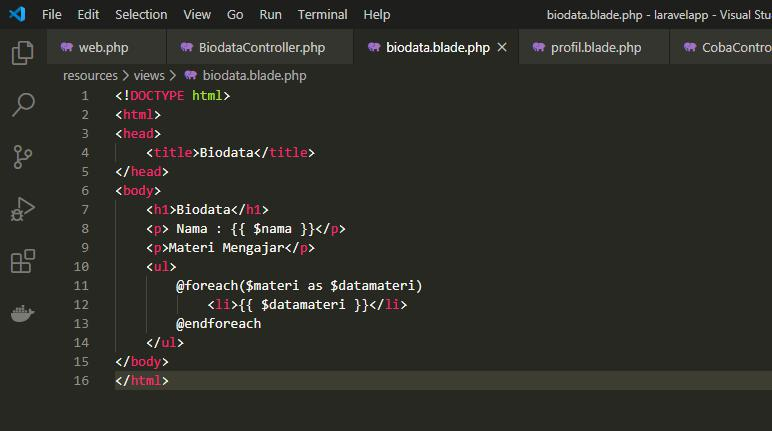 File Edit Selection View Go Run Terminal Help biodata.blade.php - laravelapp - Visual Stu
web.php BiodataController.php biodata.blade.php profil.blade.php CobaContro
resources > views > biodata.blade.php
1 <!DOCTYPE html>
2 <html>
3 <head>
4 <title>Biodata</title>
5 </head>
6 <body>
7 <h1>Biodata</h1>
8 <p> Nama : {{ $nama }}</p>
9 <p>Materi Mengajar</p>
10 <ul>
11 @foreach($materi as $datamateri)
12 <li>{{ $datamateri }}</li>
13 @endforeach
14 </ul>
15 </body>
16 </html>